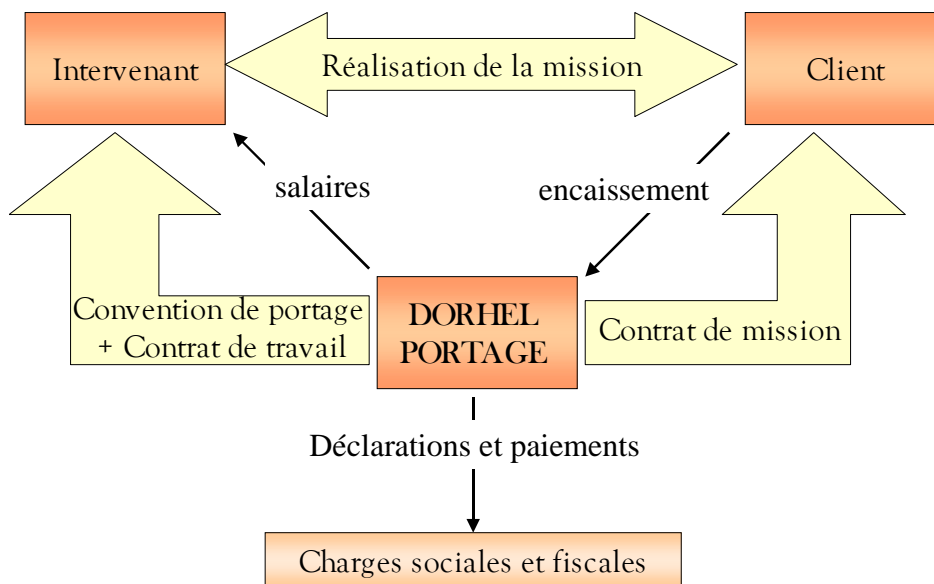 Intervenant
Réalisation de la mission
Client
salaires
encaissement
Convention de portage
+ Contrat de travail
DORHEL
PORTAGE
Contrat de mission
Déclarations et paiements
Charges sociales et fiscales